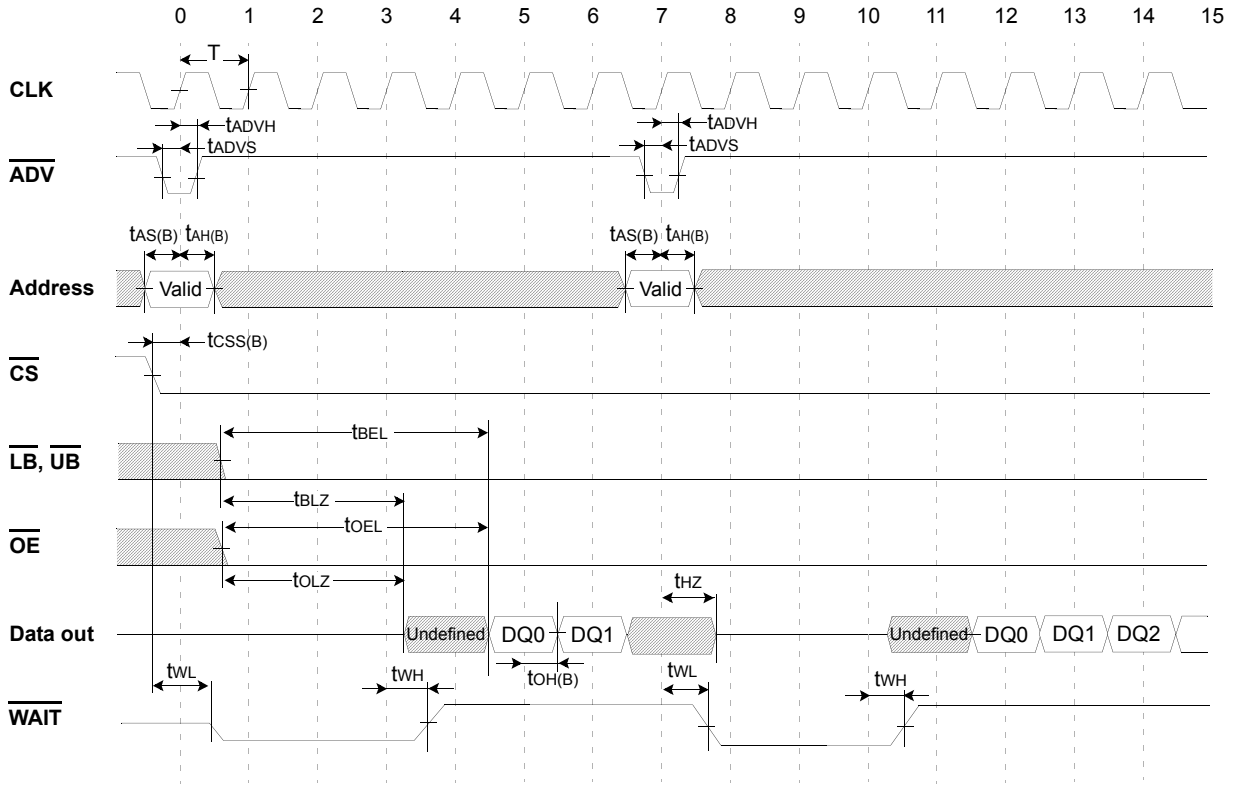 0 1 2 3 4 5 6 7 8 9 10 11 12 13 14 15
T
CLK
tADVH tADVH
tADVS tADVS
ADV
tAS(B) tAH(B) tAS(B) tAH(B)
Address Valid Valid
tCSS(B)
CS
tBEL
LB, UB
tBLZ
tOEL
OE
tOLZ
tHZ
Data out Undefined DQ0 DQ1 Undefined DQ0 DQ1 DQ2
tOH(B)
tWL tWH tWL tWH
WAIT